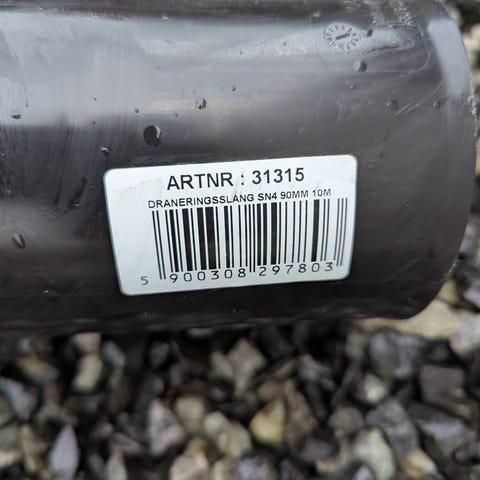 ARTNR : 31315
DRANERINGSSLANG SN4 90MM 10M
5 900308 297803